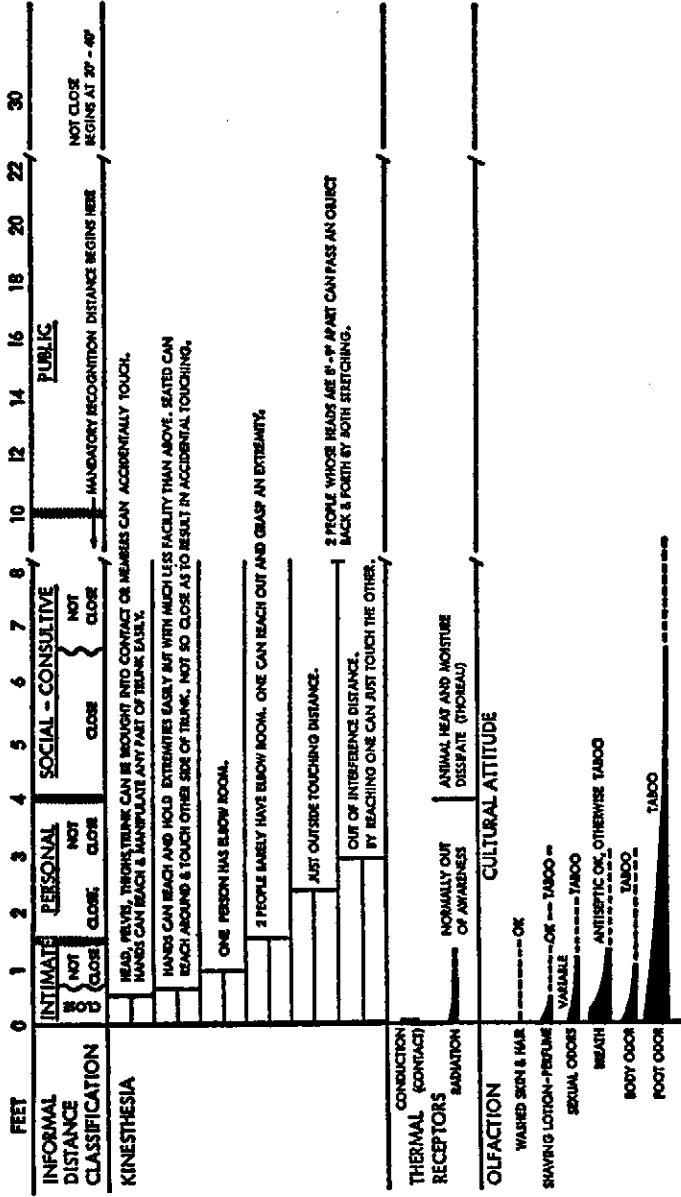 FEET 0 1 2 3 4 5 6 7 8 10 12 14 16 18 20 22 30
INFORMAL
DISTANCE
CLASSIFICATION
INTIMATE
NOT
CLOSE
PERSONAL
CLOSE
NOT
CLOSE
SOCIAL - CONSULTIVE
CLOSE
NOT
CLOSE
PUBLIC
MANDATORY RECOGNITION DISTANCE BEGINS HERE
NOT CLOSE
BEGINS AT 30' - 40'
KINESTHESIA
HEAD, PELVIS, THIGHS, TRUNK CAN BE BROUGHT INTO CONTACT OR MEMBERS CAN ACCIDENTALLY TOUCH.
HANDS CAN REACH & MANIPULATE ANY PART OF TRUNK EASILY.
HANDS CAN REACH AND HOLD EXTREMITIES EASILY BUT WITH MUCH LESS FACILITY THAN ABOVE. SEATED CAN
REACH AROUND & TOUCH OTHER SIDE OF TRUNK. NOT SO CLOSE AS TO RESULT IN ACCIDENTAL TOUCHING.
ONE PERSON HAS ELBOW ROOM.
2 PEOPLE BARELY HAVE ELBOW ROOM. ONE CAN REACH OUT AND GRASP AN EXTREMITY.
JUST OUTSIDE TOUCHING DISTANCE.
OUT OF INTERFERENCE DISTANCE.
BY REACHING ONE CAN JUST TOUCH THE OTHER.
2 PEOPLE WHOSE HEADS ARE 8'-9' APART CAN PASS AN OBJECT
BACK & FORTH BY BOTH STRETCHING.
THERMAL
RECEPTORS
CONDUCTION
(CONTACT)
RADIATION
NORMALLY OUT
OF AWARENESS
ANIMAL HEAT AND MOISTURE
DISSIPATE (THOREAU)
OLFACTION
CULTURAL ATTITUDE
WASHED SKIN & HAIR
OK
SHAVING LOTION-PERFUME
OK
TABOO
SEXUAL ODORS
VARIABLE
TABOO
BREATH
ANTISEPTIC OK, OTHERWISE TABOO
BODY ODOR
TABOO
FOOT ODOR
TABOO